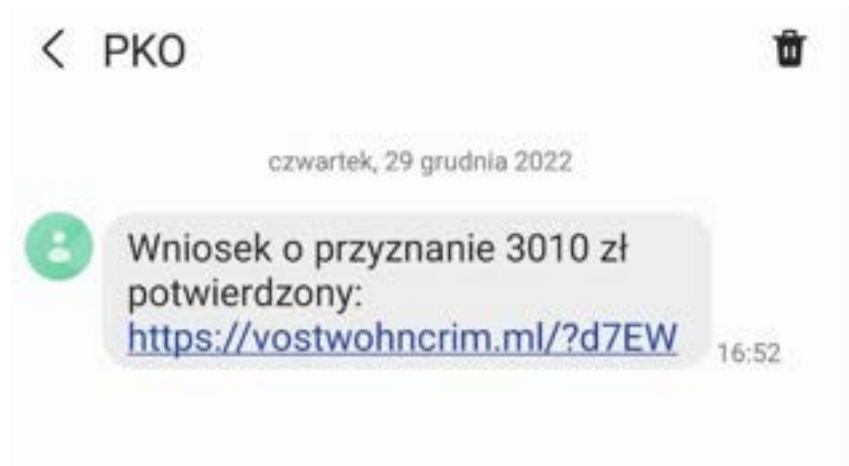 PKO
czwartek, 29 grudnia 2022
Wniosek o przyznanie 3010 zł
potwierdzony:
https://vostwohncrim.ml/?d7EW
16:52